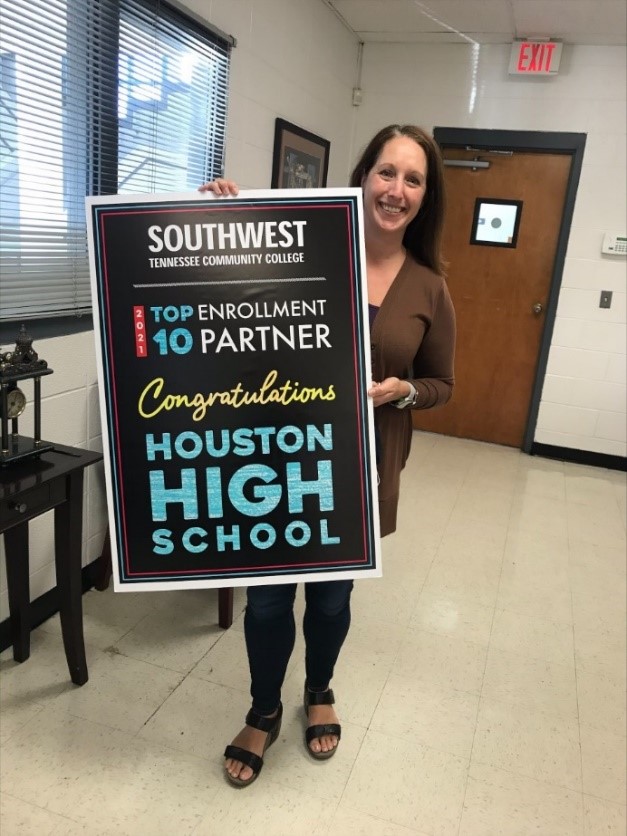 EXIT
SOUTHWEST
TENNESSEE COMMUNITY COLLEGE
2021 TOP ENROLLMENT
10 PARTNER
Congratulations
HOUSTON
HIGH
SCHOOL